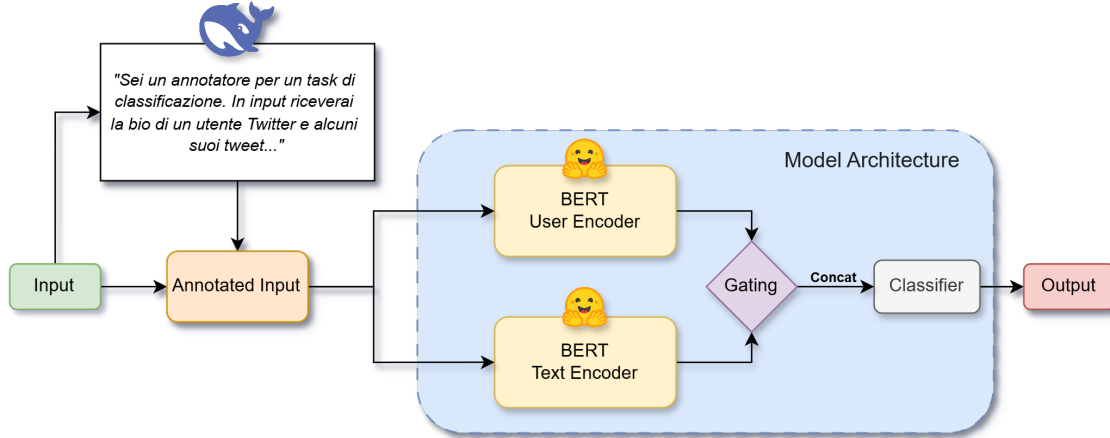 "Sei un annotatore per un task di
classificazione. In input riceverai
la bio di un utente Twitter e alcuni
suoi tweet..."
Model Architecture
BERT
User Encoder
Input
Annotated Input
Gating
Concat
Classifier
Output
BERT
Text Encoder